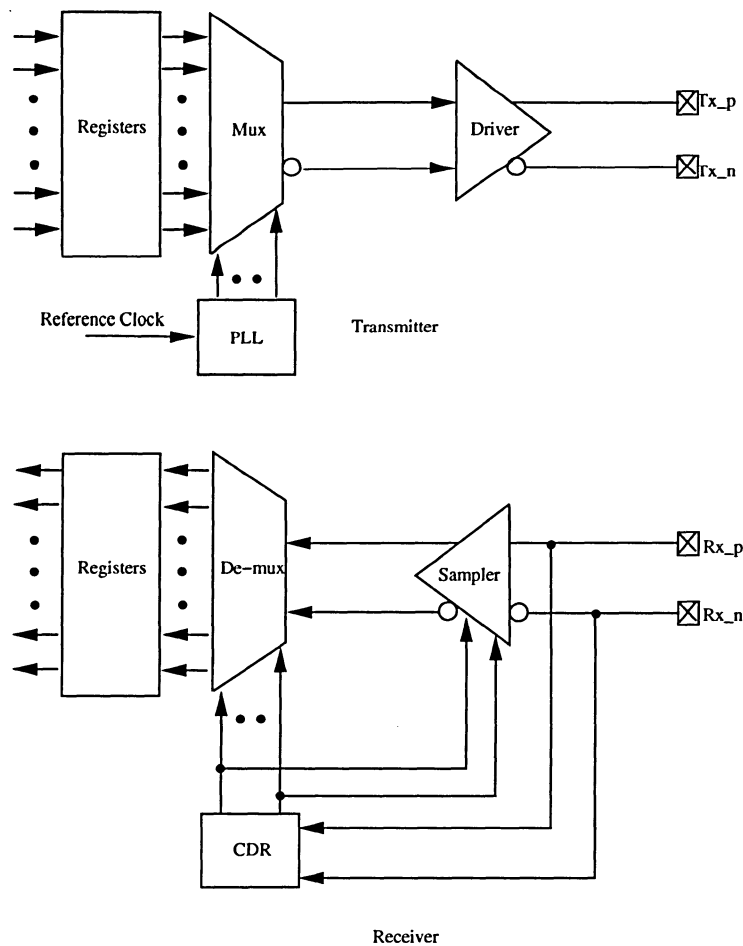 Registers
Mux
Driver
Tx_p
Tx_n
Reference Clock
PLL
Transmitter
Registers
De-mux
Sampler
Rx_p
Rx_n
CDR
Receiver